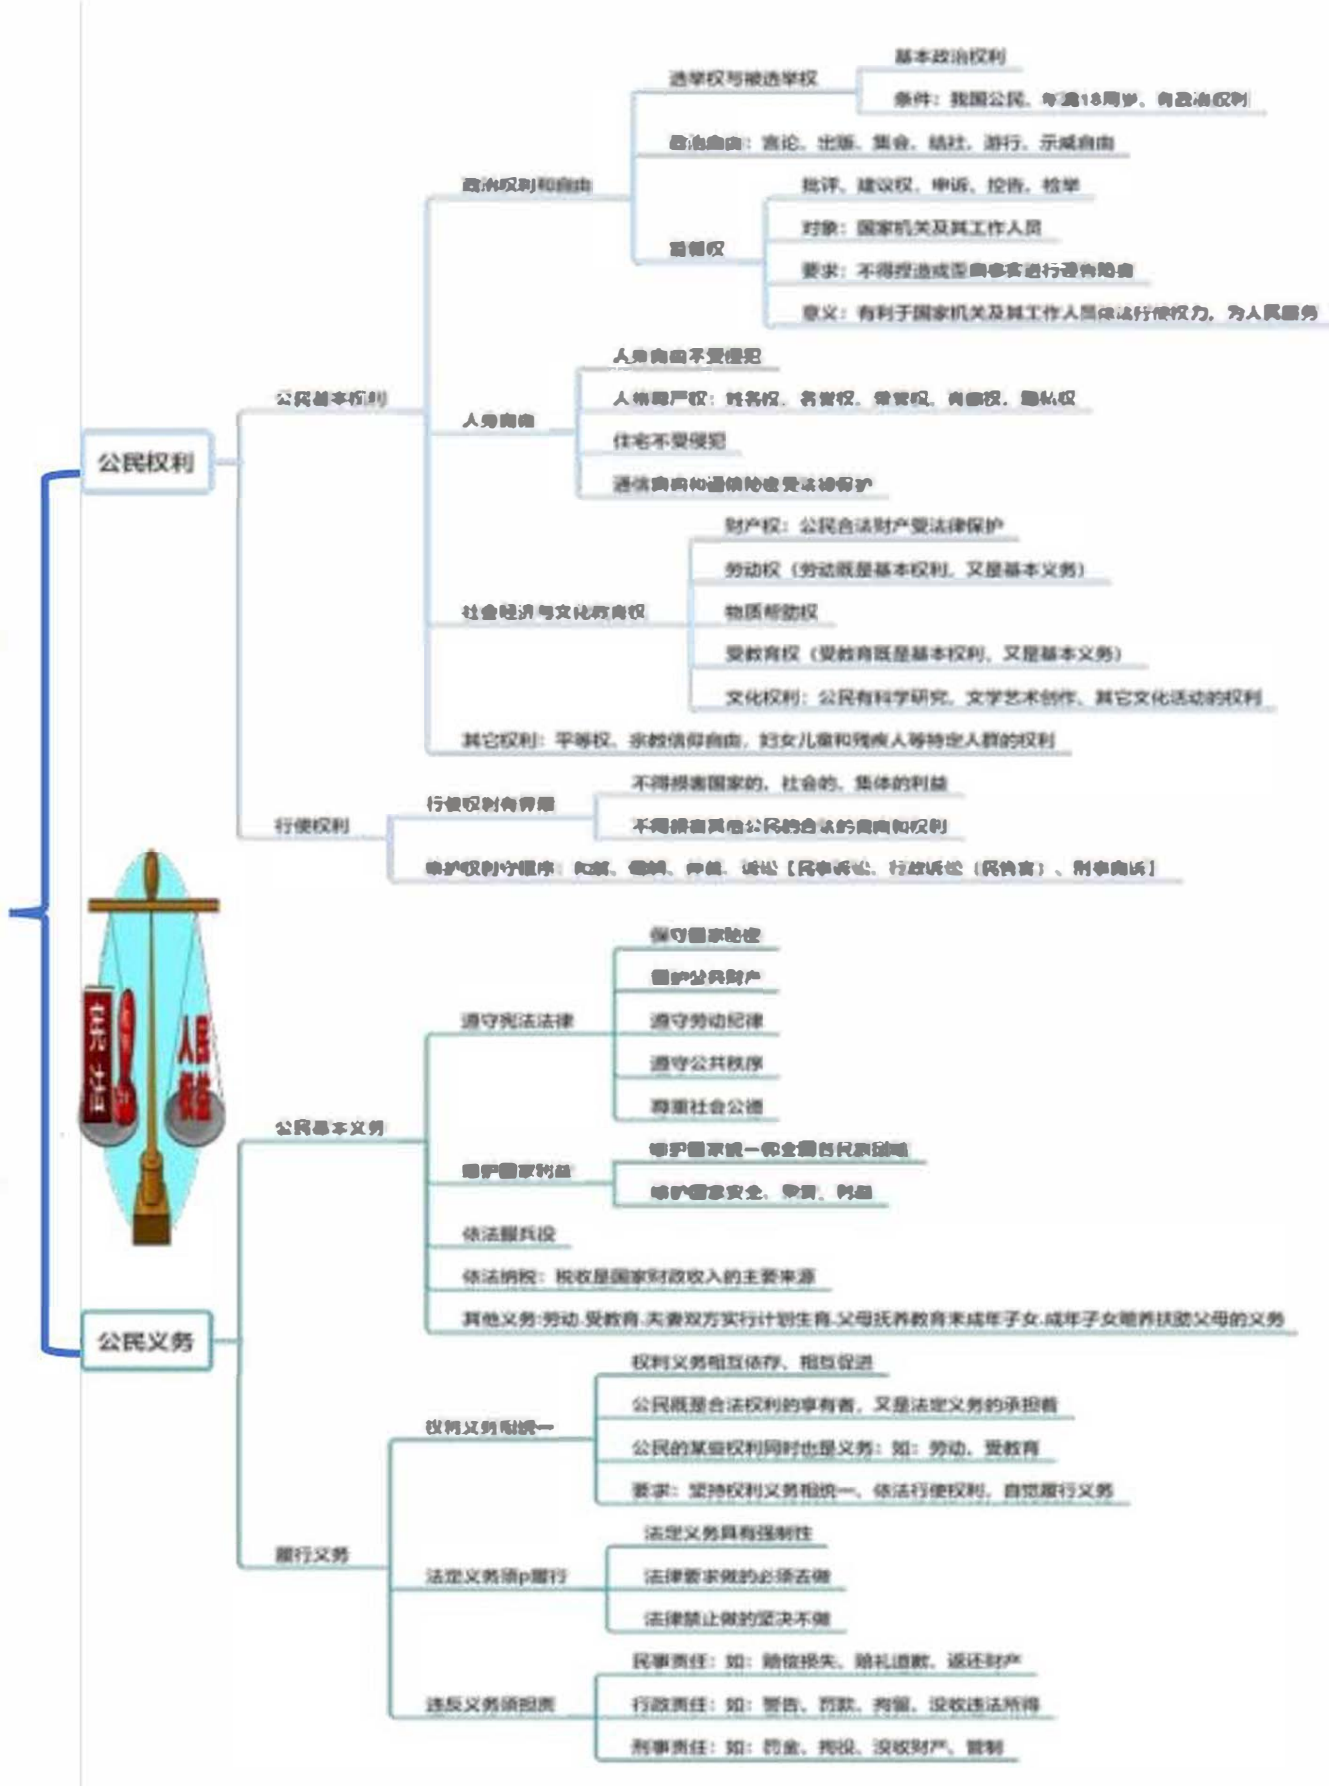 基本政治权利
选举权与被选举权
条件：我国公民、年满18周岁、有政治权利
政治自由：言论、出版、集会、结社、游行、示威自由
政治权利和自由
批评、建议权、申诉、控告、检举
对象：国家机关及其工作人员
监督权
要求：不得捏造或歪曲事实进行诬告陷害
意义：有利于国家机关及其工作人员依法行使权力，为人民服务
人身自由不受侵犯
公民基本权利
人格尊严权：姓名权、名誉权、荣誉权、肖像权、隐私权
人身自由
住宅不受侵犯
公民权利
通信自由和通信秘密受法律保护
财产权：公民合法财产受法律保护
劳动权（劳动既是基本权利、又是基本义务）
社会经济与文化教育权
物质帮助权
受教育权（受教育既是基本权利、又是基本义务）
文化权利：公民有科学研究、文学艺术创作、其它文化活动的权利
其它权利：平等权、宗教信仰自由，妇女儿童和残疾人等特定人群的权利
不得损害国家的、社会的、集体的利益
行使权利有界限
行使权利
不得损害其他公民的合法的自由和权利
维护权利守程序：和解、调解、仲裁、诉讼【民事诉讼、行政诉讼（民告官）、刑事自诉】
保守国家秘密
爱护公共财产
遵守宪法法律
遵守劳动纪律
人民
遵守公共秩序
尊重社会公德
公民基本义务
维护国家统一和全国各民族团结
维护国家利益
维护国家安全、荣誉、利益
依法服兵役
依法纳税：税收是国家财政收入的主要来源
其他义务:劳动.受教育.夫妻双方实行计划生育.父母抚养教育未成年子女.成年子女赡养扶助父母的义务
公民义务
权利义务相互依存、相互促进
公民既是合法权利的享有者，又是法定义务的承担着
权利义务相统一
公民的某些权利同时也是义务：如：劳动、受教育
要求：坚持权利义务相统一、依法行使权利，自觉履行义务
法定义务具有强制性
履行义务
法定义务须p履行
法律要求做的必须去做
法律禁止做的坚决不做
民事责任：如：赔偿损失、赔礼道歉、返还财产
违反义务须担责
行政责任：如：警告、罚款、拘留、没收违法所得
刑事责任：如：罚金、拘役、没收财产、管制